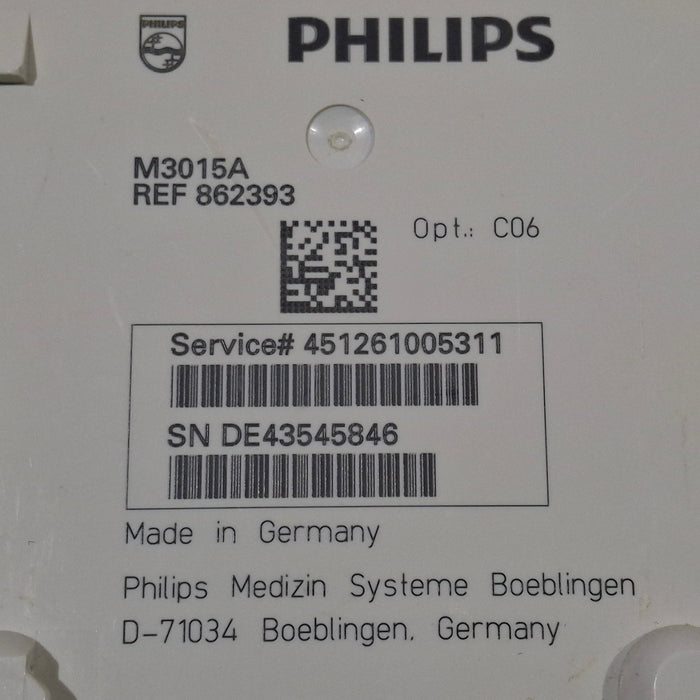 PHILIPS
PHILIPS
M3015A
REF 862393
Opt.: C06
Service# 451261005311
SN DE43545846
Made in Germany
Philips Medizin Systeme Boeblingen
D-71034 Boeblingen, Germany